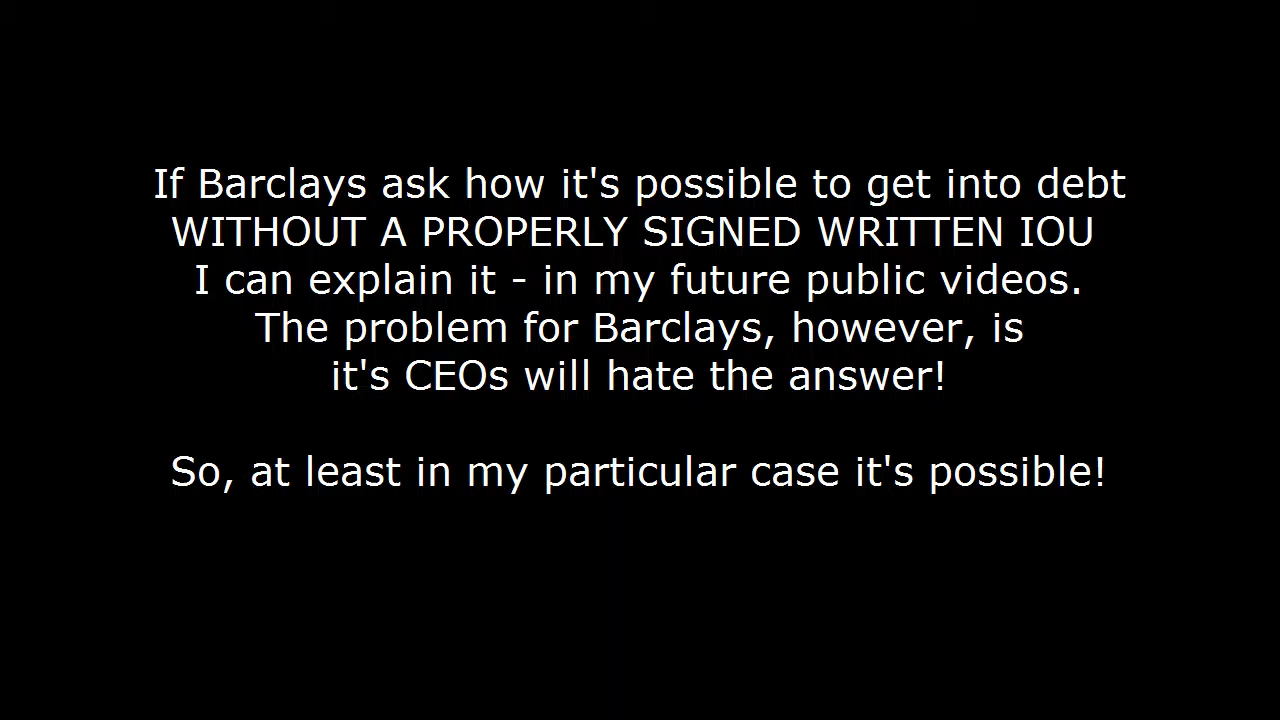 If Barclays ask how it's possible to get into debt
WITHOUT A PROPERLY SIGNED WRITTEN IOU
I can explain it - in my future public videos.
The problem for Barclays, however, is
it's CEOs will hate the answer!
So, at least in my particular case it's possible!